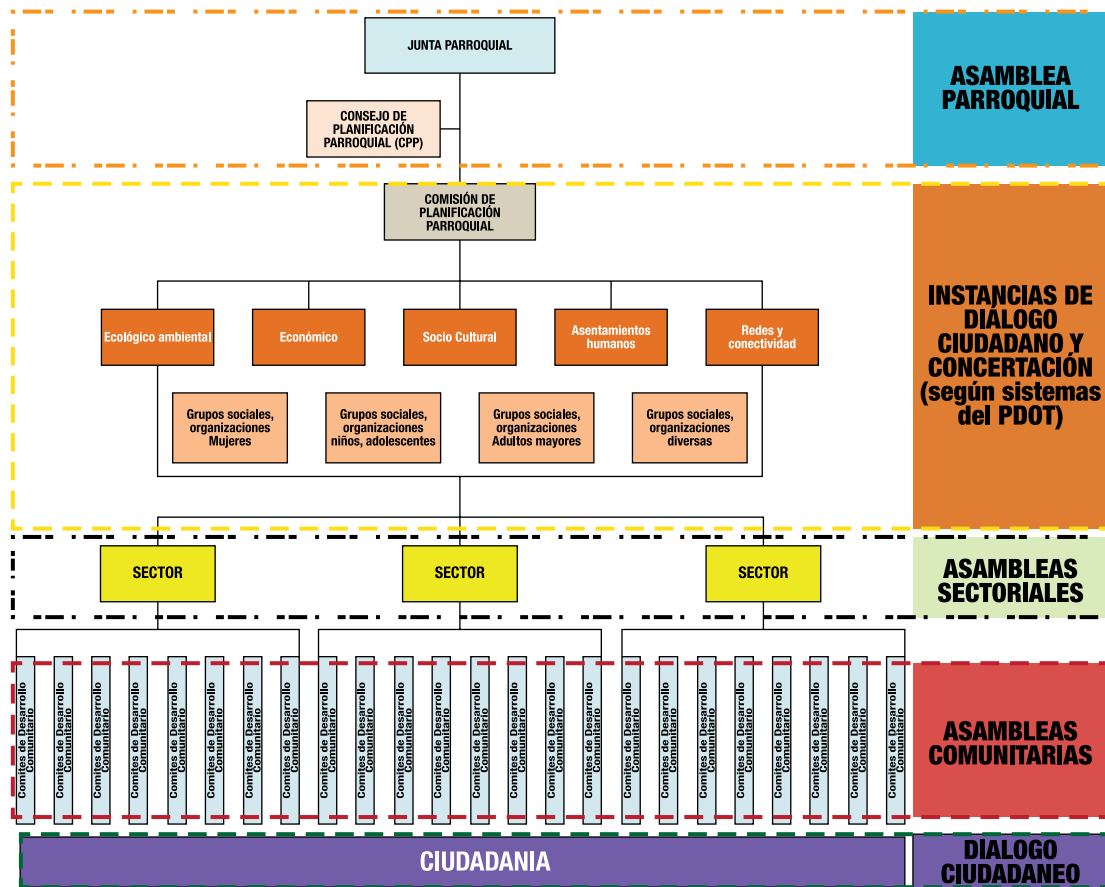 JUNTA PARROQUIAL
CONSEJO DE
PLANIFICACIÓN
PARROQUIAL (CPP)
ASAMBLEA
PARROQUIAL
COMISIÓN DE
PLANIFICACIÓN
PARROQUIAL
Ecológico ambiental
Económico
Socio Cultural
Asentamientos
humanos
Redes y
conectividad
Grupos sociales,
organizaciones
Mujeres
Grupos sociales,
organizaciones
niños, adolescentes
Grupos sociales,
organizaciones
Adultos mayores
Grupos sociales,
organizaciones
diversas
INSTANCIAS DE
DIÁLOGO
CIUDADANO Y
CONCERTACIÓN
(según sistemas
del PDOT)
SECTOR
SECTOR
SECTOR
ASAMBLEAS
SECTORIALES
Comites de Desarrollo
Comunitario
Comites de Desarrollo
Comunitario
Comites de Desarrollo
Comunitario
Comites de Desarrollo
Comunitario
Comites de Desarrollo
Comunitario
Comites de Desarrollo
Comunitario
Comites de Desarrollo
Comunitario
Comites de Desarrollo
Comunitario
Comites de Desarrollo
Comunitario
Comites de Desarrollo
Comunitario
Comites de Desarrollo
Comunitario
Comites de Desarrollo
Comunitario
Comites de Desarrollo
Comunitario
Comites de Desarrollo
Comunitario
Comites de Desarrollo
Comunitario
Comites de Desarrollo
Comunitario
Comites de Desarrollo
Comunitario
Comites de Desarrollo
Comunitario
Comites de Desarrollo
Comunitario
Comites de Desarrollo
Comunitario
Comites de Desarrollo
Comunitario
Comites de Desarrollo
Comunitario
Comites de Desarrollo
Comunitario
Comites de Desarrollo
Comunitario
ASAMBLEAS
COMUNITARIAS
CIUDADANIA
DIALOGO
CIUDADANEO